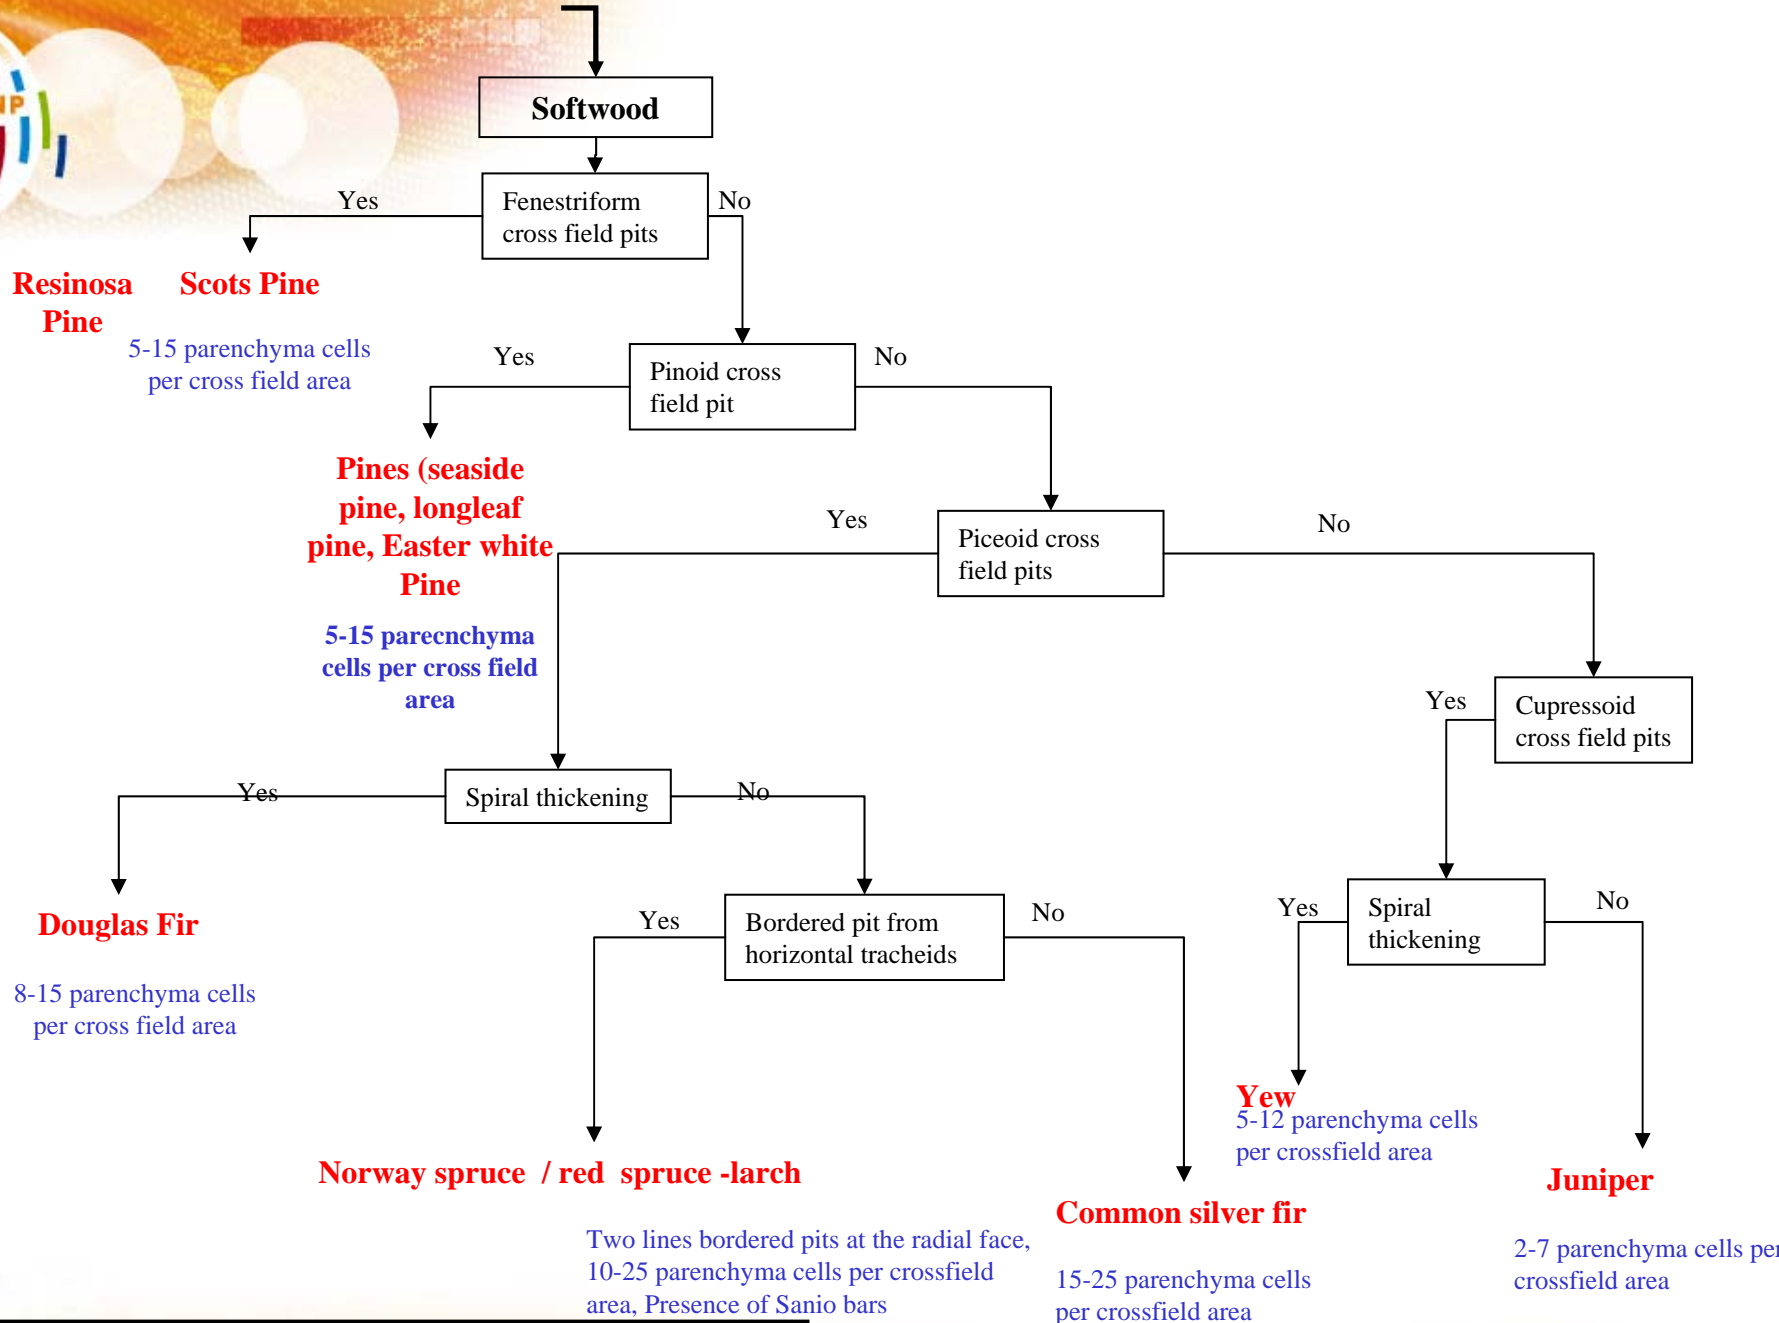 Softwood
Yes
Fenestriform
cross field pits
No
Resinosa
Pine
Scots Pine
5-15 parenchyma cells
per cross field area
Yes
Pinoid cross
field pit
No
Pines (seaside
pine, longleaf
pine, Easter white
Pine
5-15 parecnchyma
cells per cross field
area
Yes
Piceoid cross
field pits
No
Yes
Cupressoid
cross field pits
Yes
Spiral thickening
No
Douglas Fir
8-15 parenchyma cells
per cross field area
Yes
Bordered pit from
horizontal tracheids
No
Yes
Spiral
thickening
No
Norway spruce / red spruce -larch
Two lines bordered pits at the radial face,
10-25 parenchyma cells per crossfield
area, Presence of Sanio bars
Common silver fir
15-25 parenchyma cells
per crossfield area
Yew
5-12 parenchyma cells
per crossfield area
Juniper
2-7 parenchyma cells per
crossfield area